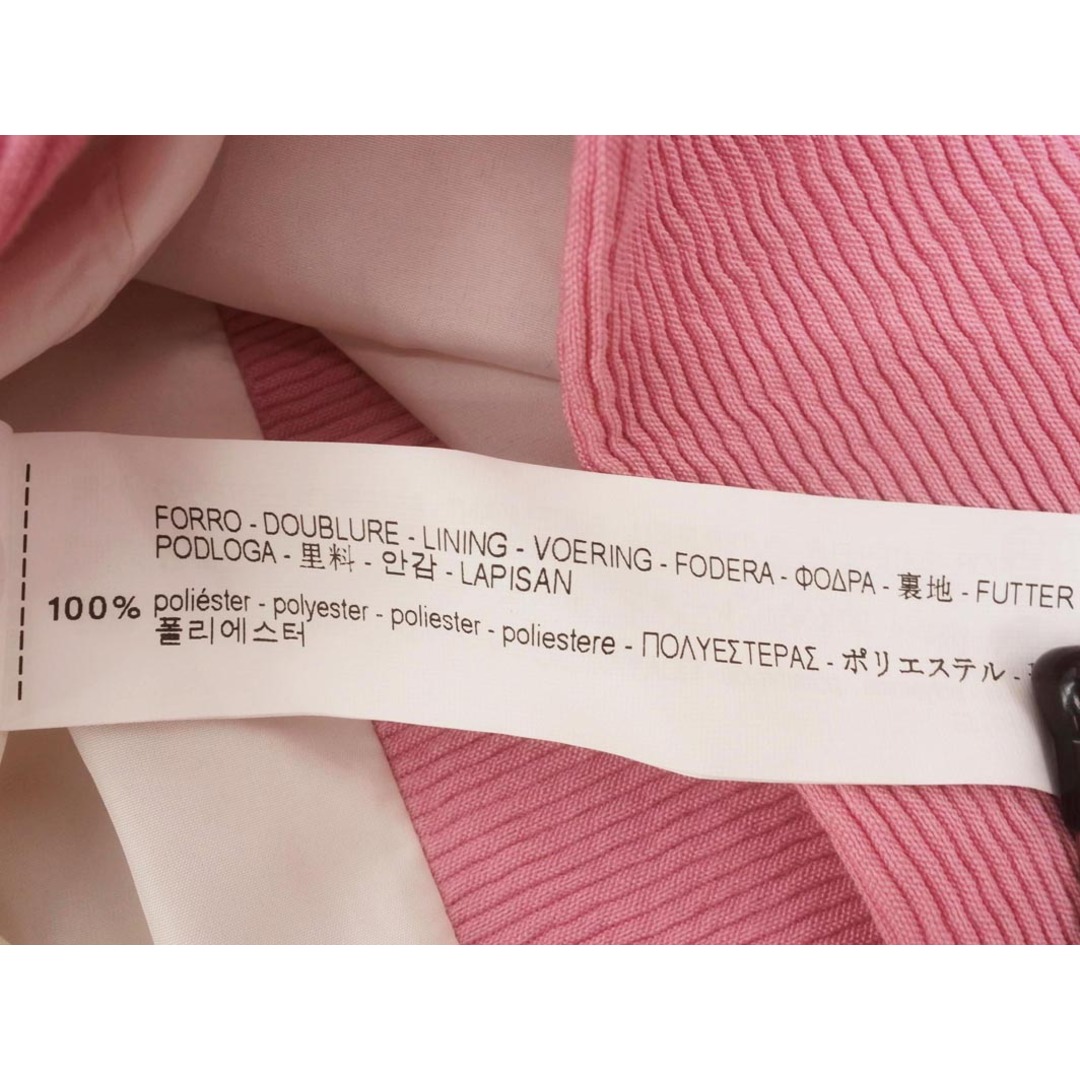 FORRO - DOUBLURE - LINING - VOERING - FODERA - ΦΟΔΡΑ - 裏地 - FUTTER
PODLOGA - 里料 - 안감 - LAPISAN
100% poliéster - polyester - poliester - poliestere - ΠΟΛΥΕΣΤΕΡΑΣ - ポリエステル -
폴리에스터